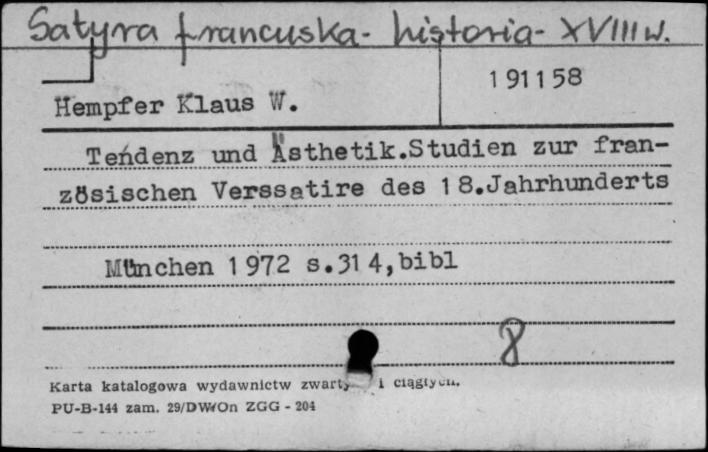 Satyra francuska - historia - XVIII w.
191158
Hempfer Klaus W.
Tendenz und Ästhetik.Studien zur fran-
zösischen Verssatire des 18.Jahrhunderts
München 1972 s.314,bibl
8
Karta katalogowa wydawnictw zwarty i ciągłych.
PU-B-144 zam. 29/DW/On ZGG - 204